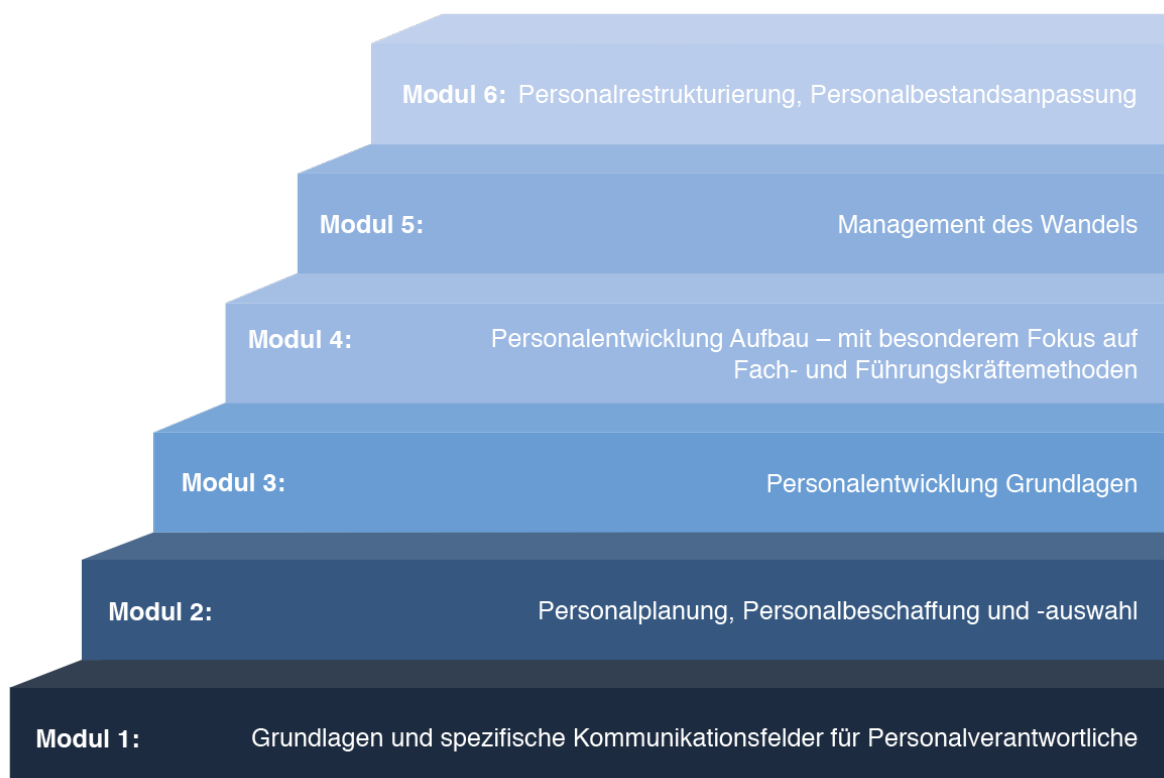 Modul 6: Personalrestrukturierung, Personalbestandsanpassung
Modul 5: Management des Wandels
Modul 4: Personalentwicklung Aufbau – mit besonderem Fokus auf
Fach- und Führungskräftemethoden
Modul 3: Personalentwicklung Grundlagen
Modul 2: Personalplanung, Personalbeschaffung und -auswahl
Modul 1: Grundlagen und spezifische Kommunikationsfelder für Personalverantwortliche